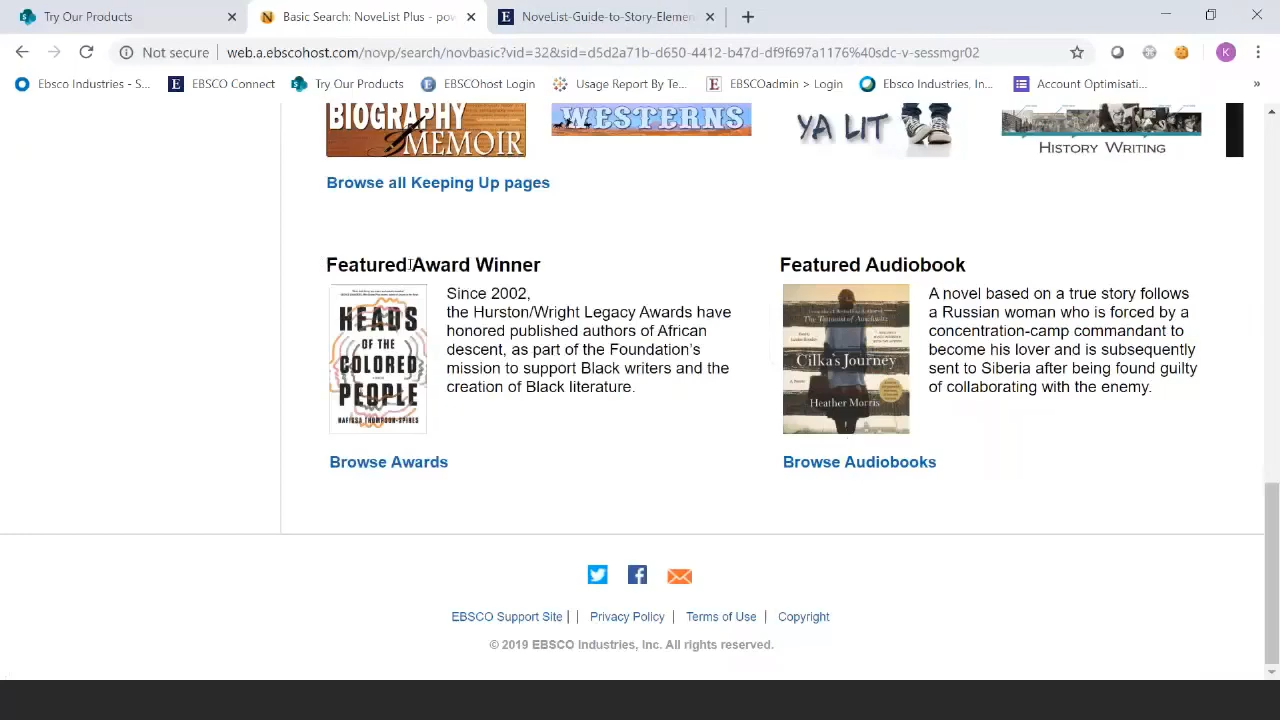 Try Our Products
Basic Search: NoveList Plus - pow
NoveList-Guide-to-Story-Elemen
Not secure
web.a.ebscohost.com/novp/search/novbasic?vid=32&sid=d5d2a71b-d650-4412-b47d-df9f697a1176%40sdc-v-sessmgr02
K
Ebsco Industries - S...
EBSCO Connect
Try Our Products
EBSCOhost Login
Usage Report By Te...
EBSCOadmin > Login
Ebsco Industries, In...
Account Optimisati...
»
BIOGRAPHY
MEMOIR
WESTERNS
YA LIT
HISTORY WRITING
Browse all Keeping Up pages
Featured Award Winner
HEADS
OF THE
COLORED
PEOPLE
NAFISSA THOMPSON-SPIRES
Since 2002,
the Hurston/Wright Legacy Awards have
honored published authors of African
descent, as part of the Foundation's
mission to support Black writers and the
creation of Black literature.
Browse Awards
Featured Audiobook
The Tattooist of Auschwitz
Cilka's Journey
Heather Morris
A novel based on a true story follows
a Russian woman who is forced by a
concentration-camp commandant to
become his lover and is subsequently
sent to Siberia after being found guilty
of collaborating with the enemy.
Browse Audiobooks
EBSCO Support Site | | Privacy Policy | Terms of Use | Copyright
© 2019 EBSCO Industries, Inc. All rights reserved.